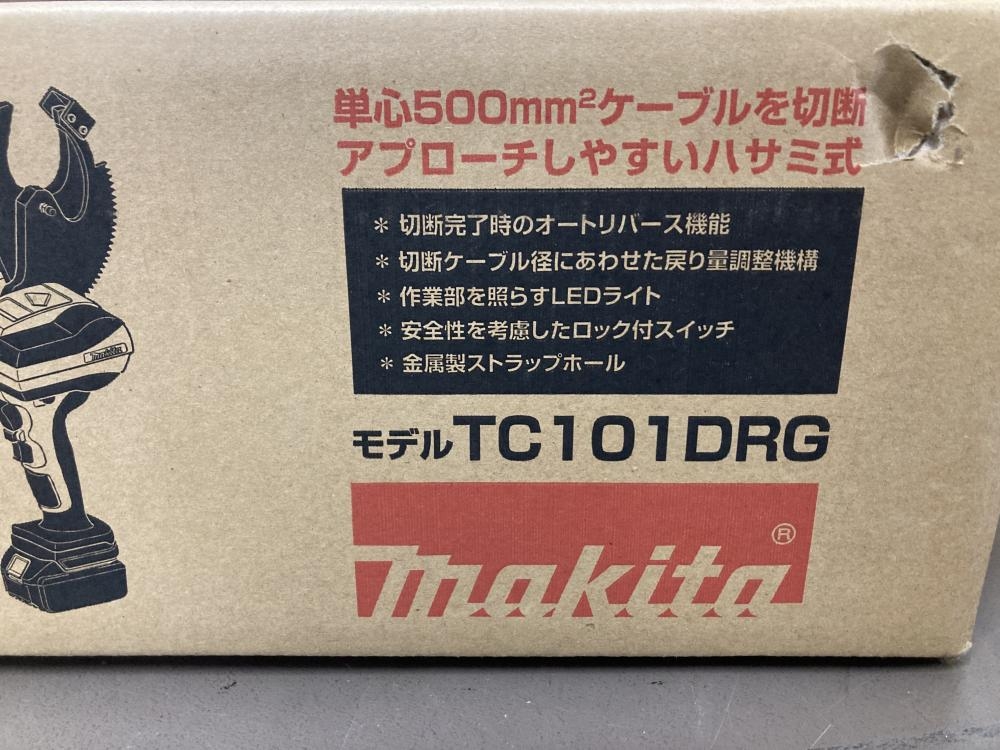 単心500mm²ケーブルを切断
アプローチしやすいハサミ式
＊ 切断完了時のオートリバース機能
＊ 切断ケーブル径にあわせた戻り量調整機構
＊ 作業部を照らすLEDライト
＊ 安全性を考慮したロック付スイッチ
＊ 金属製ストラップホール
makita
モデルTC101DRG
makita®